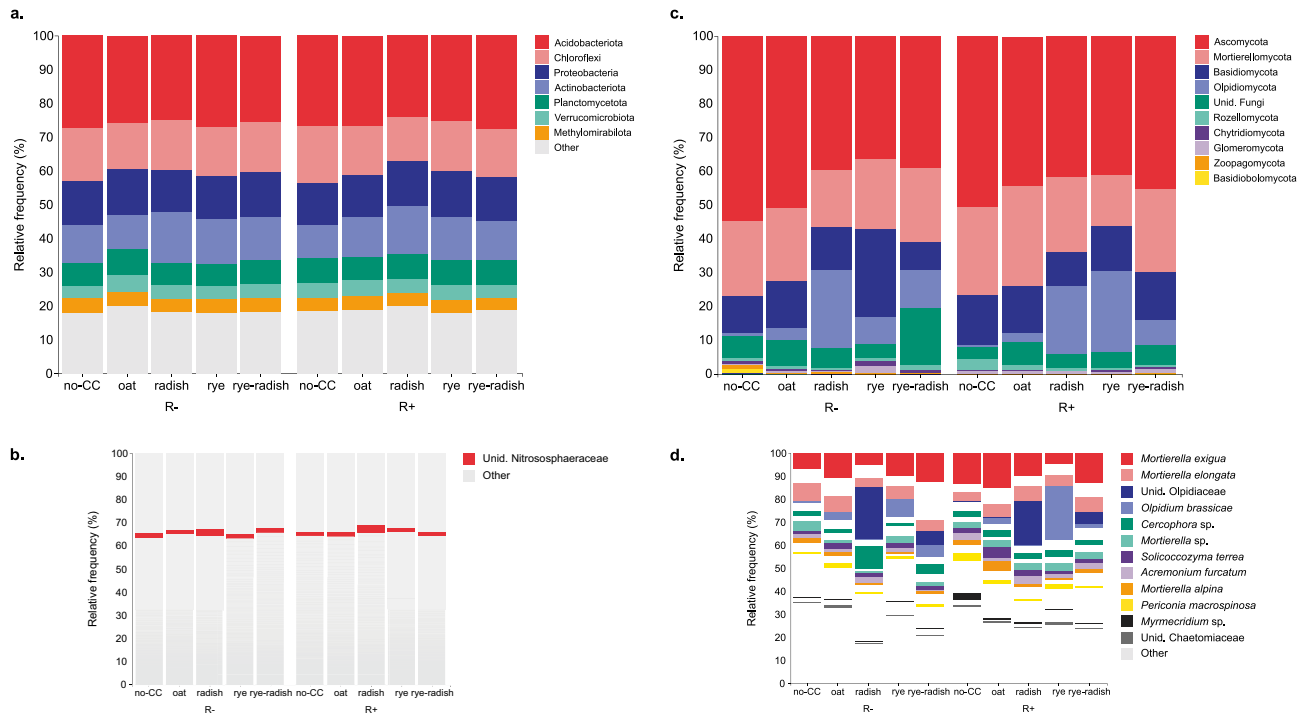 a.
Relative frequency (%)
100
90
80
70
60
50
40
30
20
10
0
no-CC oat radish rye rye-radish no-CC oat radish rye rye-radish
R- R+
Acidobacteriota
Chloroflexi
Proteobacteria
Actinobacteriota
Planctomycetota
Verrucomicrobiota
Methylomirabilota
Other
c.
Relative frequency (%)
100
90
80
70
60
50
40
30
20
10
0
no-CC oat radish rye rye-radish no-CC oat radish rye rye-radish
R- R+
Ascomycota
Mortierellomycota
Basidiomycota
Olpidiomycota
Unid. Fungi
Rozellomycota
Chytridiomycota
Glomeromycota
Zoopagomycota
Basidiobolomycota
b.
Relative frequency (%)
100
90
80
70
60
50
40
30
20
10
0
no-CC oat radish rye rye-radish no-CC oat radish rye rye-radish
R- R+
Unid. Nitrososphaeraceae
Other
d.
Relative frequency (%)
100
90
80
70
60
50
40
30
20
10
0
no-CC oat radish rye rye-radish no-CC oat radish rye rye-radish
R- R+
Mortierella exigua
Mortierella elongata
Unid. Olpidiaceae
Olpidium brassicae
Cercophora sp.
Mortierella sp.
Solicoccozyma terrea
Acremonium furcatum
Mortierella alpina
Periconia macrospinosa
Myrmecridium sp.
Unid. Chaetomiaceae
Other